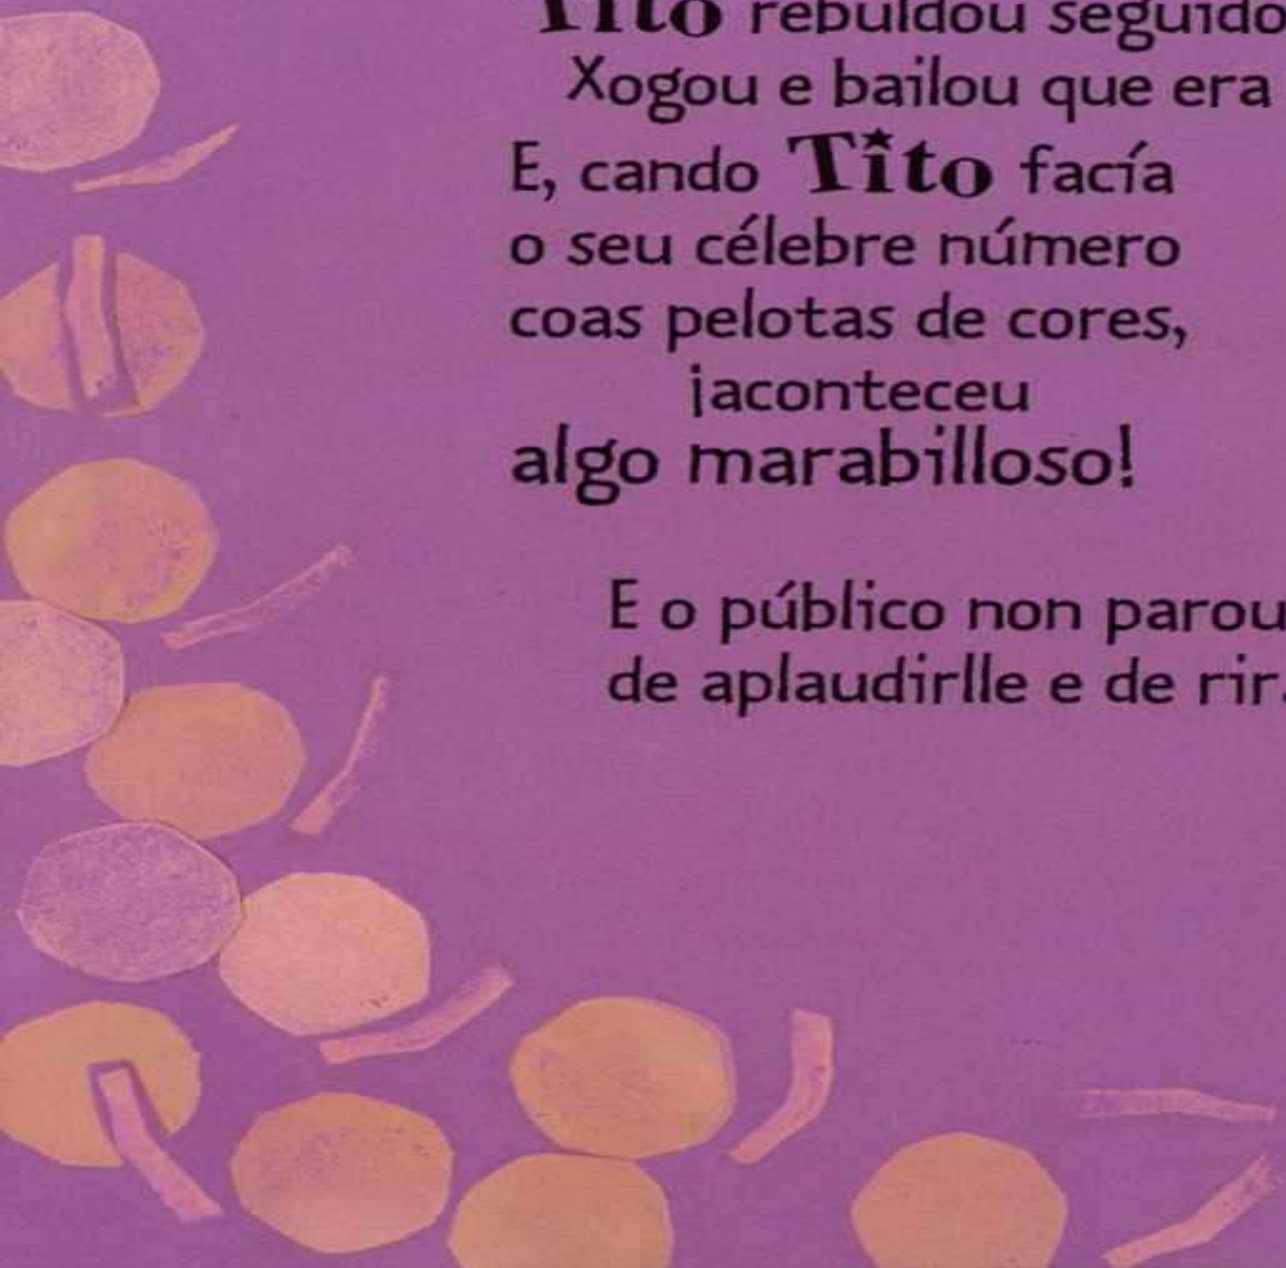 Tito rebuldou seguido
Xogou e bailou que era
E, cando Tito facía
o seu célebre número
coas pelotas de cores,
¡aconteceu
algo marabilloso!
E o público non parou
de aplaudirlle e de rir.